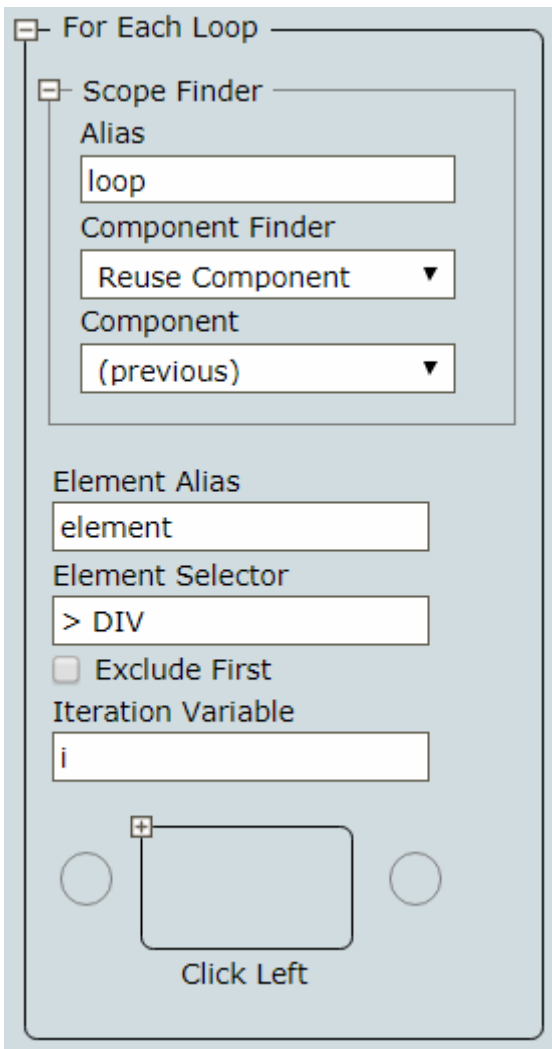 For Each Loop
Scope Finder
Alias
loop
Component Finder
Reuse Component
Component
(previous)
Element Alias
element
Element Selector
> DIV
Exclude First
Iteration Variable
i
Click Left